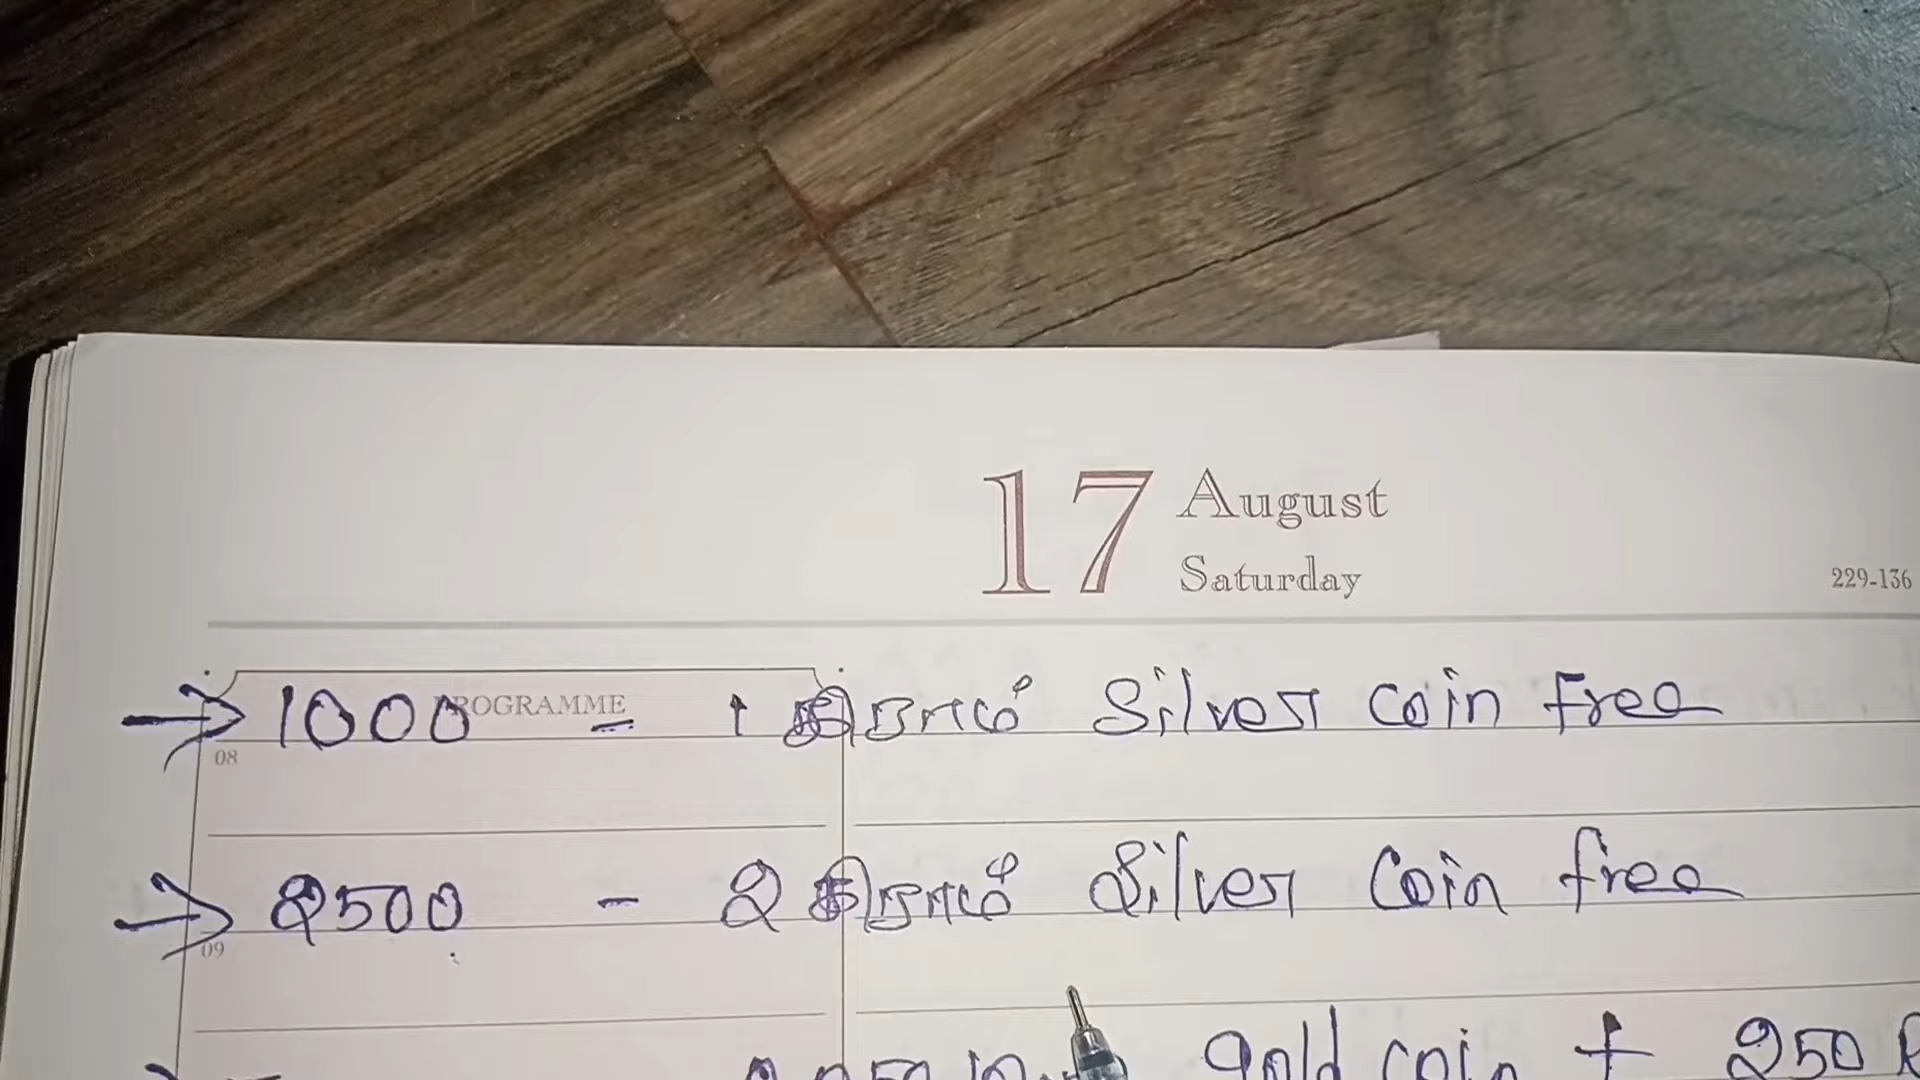 17 August
Saturday
229-136
PROGRAMME
→ 1000 - 1 கிராம் Silver coin Free
08
→ 2500 - 2 கிராம் Silver Coin free
09
gold coin + 250